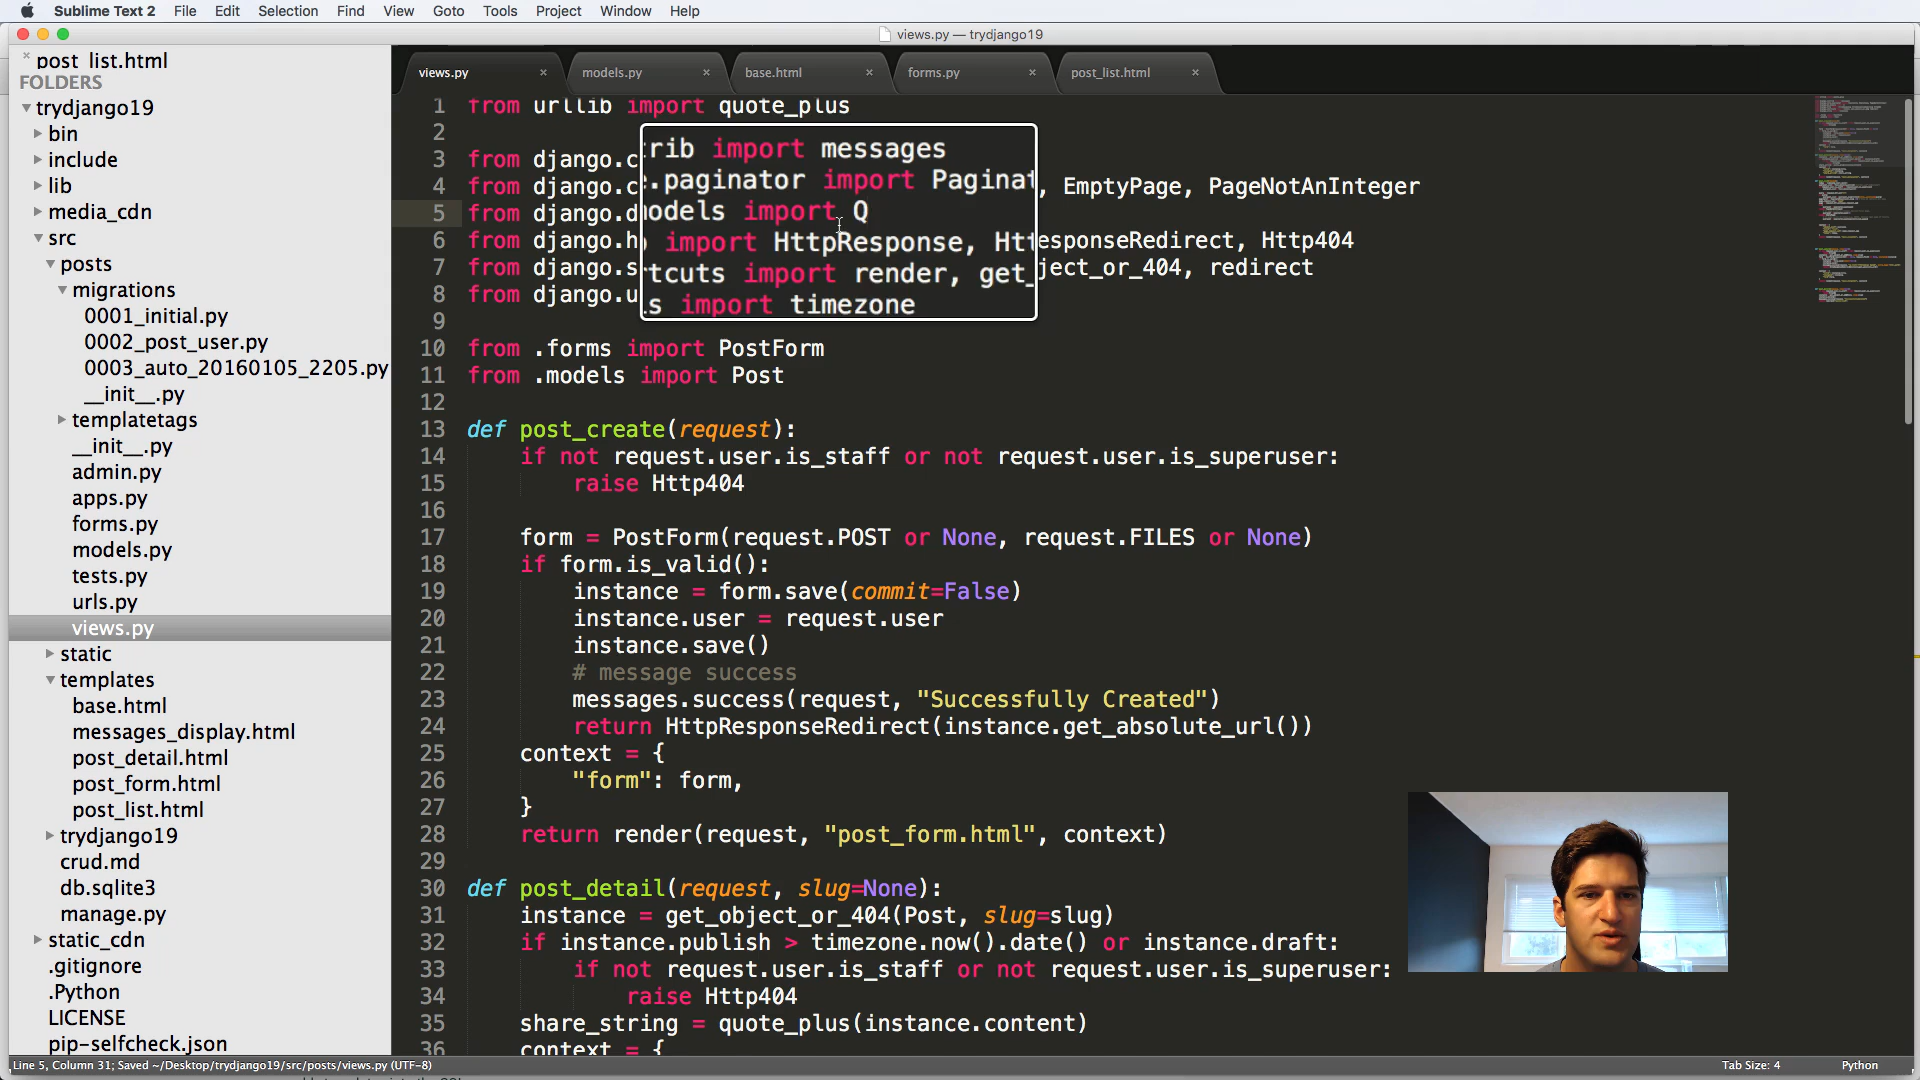 Sublime Text 2 File Edit Selection Find View Goto Tools Project Window Help
views.py — trydjango19
post_list.html
FOLDERS
trydjango19
bin
include
lib
media_cdn
src
posts
migrations
0001_initial.py
0002_post_user.py
0003_auto_20160105_2205.py
__init__.py
templatetags
__init__.py
admin.py
apps.py
forms.py
models.py
tests.py
urls.py
views.py
static
templates
base.html
messages_display.html
post_detail.html
post_form.html
post_list.html
trydjango19
crud.md
db.sqlite3
manage.py
static_cdn
.gitignore
.Python
LICENSE
pip-selfcheck.json
views.py models.py base.html forms.py post_list.html
1 from urllib import quote_plus
2
3 from django.c
4 from django.c , EmptyPage, PageNotAnInteger
5 from django.d
6 from django.h esponseRedirect, Http404
7 from django.s ject_or_404, redirect
8 from django.u
trib import messages
e.paginator import Paginat
models import Q
import HttpResponse, Htt
rtcuts import render, get_
ls import timezone
9
10 from .forms import PostForm
11 from .models import Post
12
13 def post_create(request):
14 if not request.user.is_staff or not request.user.is_superuser:
15 raise Http404
16
17 form = PostForm(request.POST or None, request.FILES or None)
18 if form.is_valid():
19 instance = form.save(commit=False)
20 instance.user = request.user
21 instance.save()
22 # message success
23 messages.success(request, "Successfully Created")
24 return HttpResponseRedirect(instance.get_absolute_url())
25 context = {
26 "form": form,
27 }
28 return render(request, "post_form.html", context)
29
30 def post_detail(request, slug=None):
31 instance = get_object_or_404(Post, slug=slug)
32 if instance.publish > timezone.now().date() or instance.draft:
33 if not request.user.is_staff or not request.user.is_superuser:
34 raise Http404
35 share_string = quote_plus(instance.content)
36 context = {
Line 5, Column 31; Saved ~/Desktop/trydjango19/src/posts/views.py (UTF-8) Tab Size: 4 Python